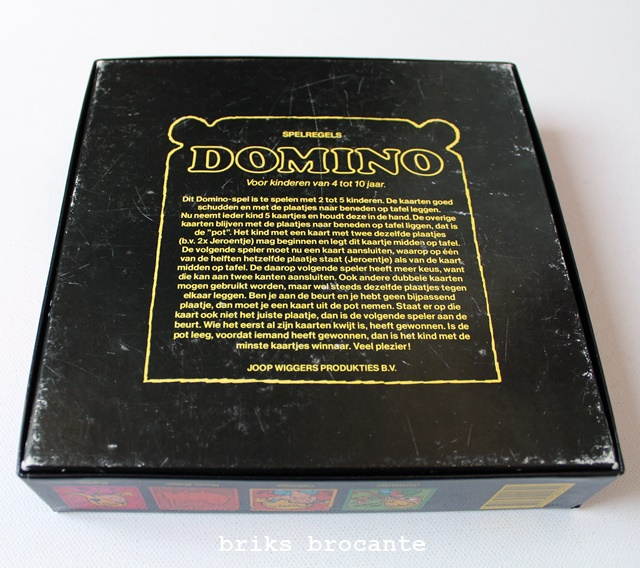 SPELREGELS
DOMINO
Voor kinderen van 4 tot 10 jaar.
Dit Domino-spel is te spelen met 2 tot 5 kinderen. De kaarten goed
schudden en met de plaatjes naar beneden op tafel leggen.
Nu neemt ieder kind 5 kaartjes en houdt deze in de hand. De overige
kaarten blijven met de plaatjes naar beneden op tafel liggen, dat is
de "pot". Het kind met een kaart met twee dezelfde plaatjes
(b.v. 2x Jeroentje) mag beginnen en legt dit kaartje midden op tafel.
De volgende speler moet nu een kaart aansluiten, waarop op één
van de helften hetzelfde plaatje staat (Jeroentje) als van de kaart
midden op tafel. De daarop volgende speler heeft meer keus, want
die kan aan twee kanten aansluiten. Ook andere dubbele kaarten
mogen gebruikt worden, maar wel steeds dezelfde plaatjes tegen
elkaar leggen. Ben je aan de beurt en je hebt geen bijpassend
plaatje, dan moet je een kaart uit de pot nemen. Staat er op die
kaart ook niet het juiste plaatje, dan is de volgende speler aan de
beurt. Wie het eerst al zijn kaarten kwijt is, heeft gewonnen. Is de
pot leeg, voordat iemand heeft gewonnen, dan is het kind met de
minste kaartjes winnaar. Veel plezier!
JOOP WIGGERS PRODUKTIES B.V.
briks brocante